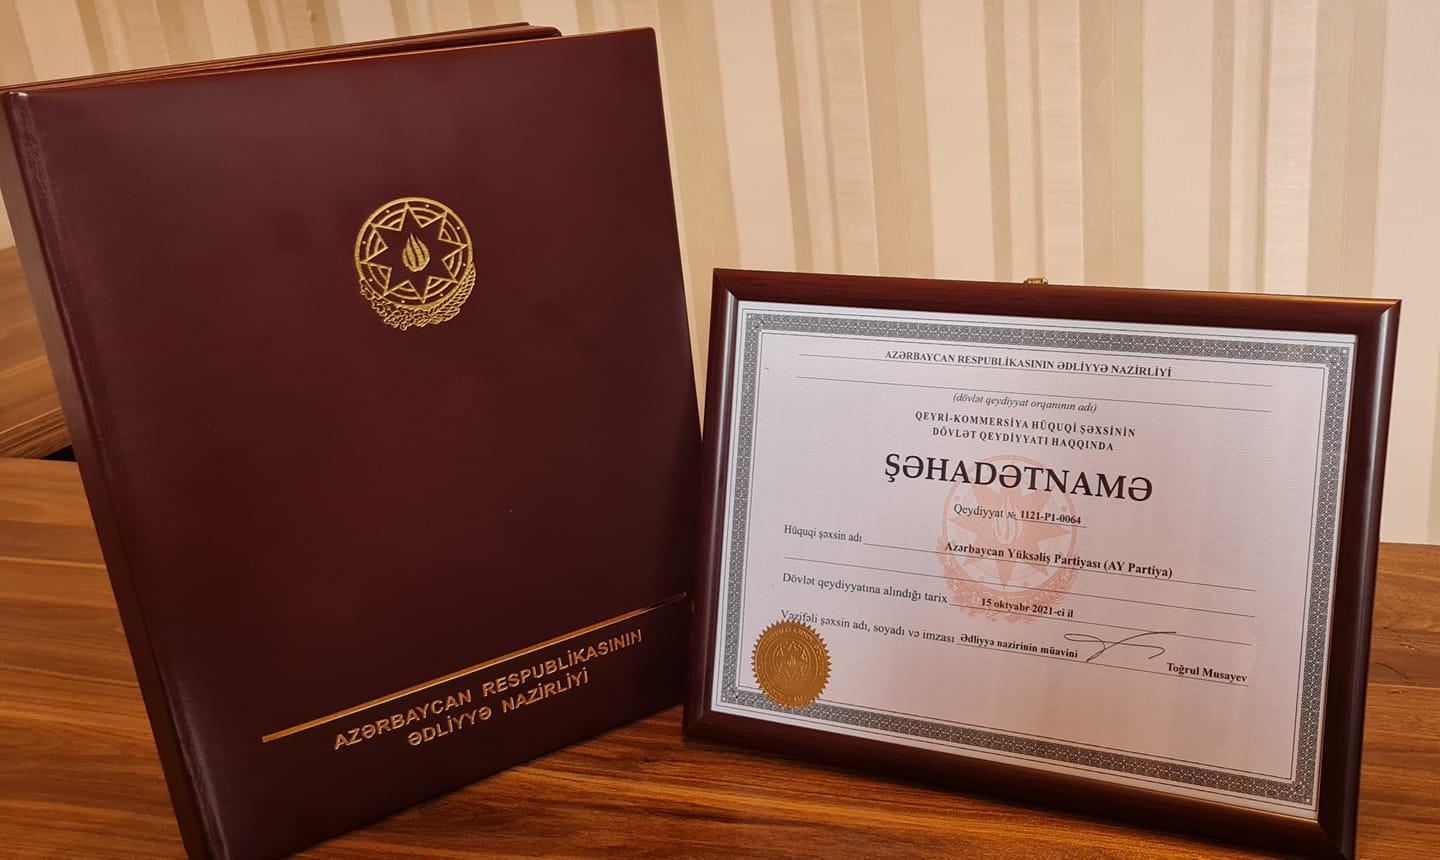 AZƏRBAYCAN RESPUBLİKASININ
ƏDLİYYƏ NAZİRLİYİ
AZƏRBAYCAN RESPUBLİKASININ ƏDLİYYƏ NAZİRLİYİ
(dövlət qeydiyyat orqanının adı)
QEYRİ-KOMMERSİYA HÜQUQİ ŞƏXSİNİN
DÖVLƏT QEYDİYYATI HAQQINDA
ŞƏHADƏTNAMƏ
Qeydiyyat № 1121-P1-0064
Hüquqi şəxsin adı Azərbaycan Yüksəliş Partiyası (AY Partiya)
Dövlət qeydiyyatına alındığı tarix 15 oktyabr 2021-ci il
Vəzifəli şəxsin adı, soyadı və imzası Ədliyyə nazirinin müavini Toğrul Musayev